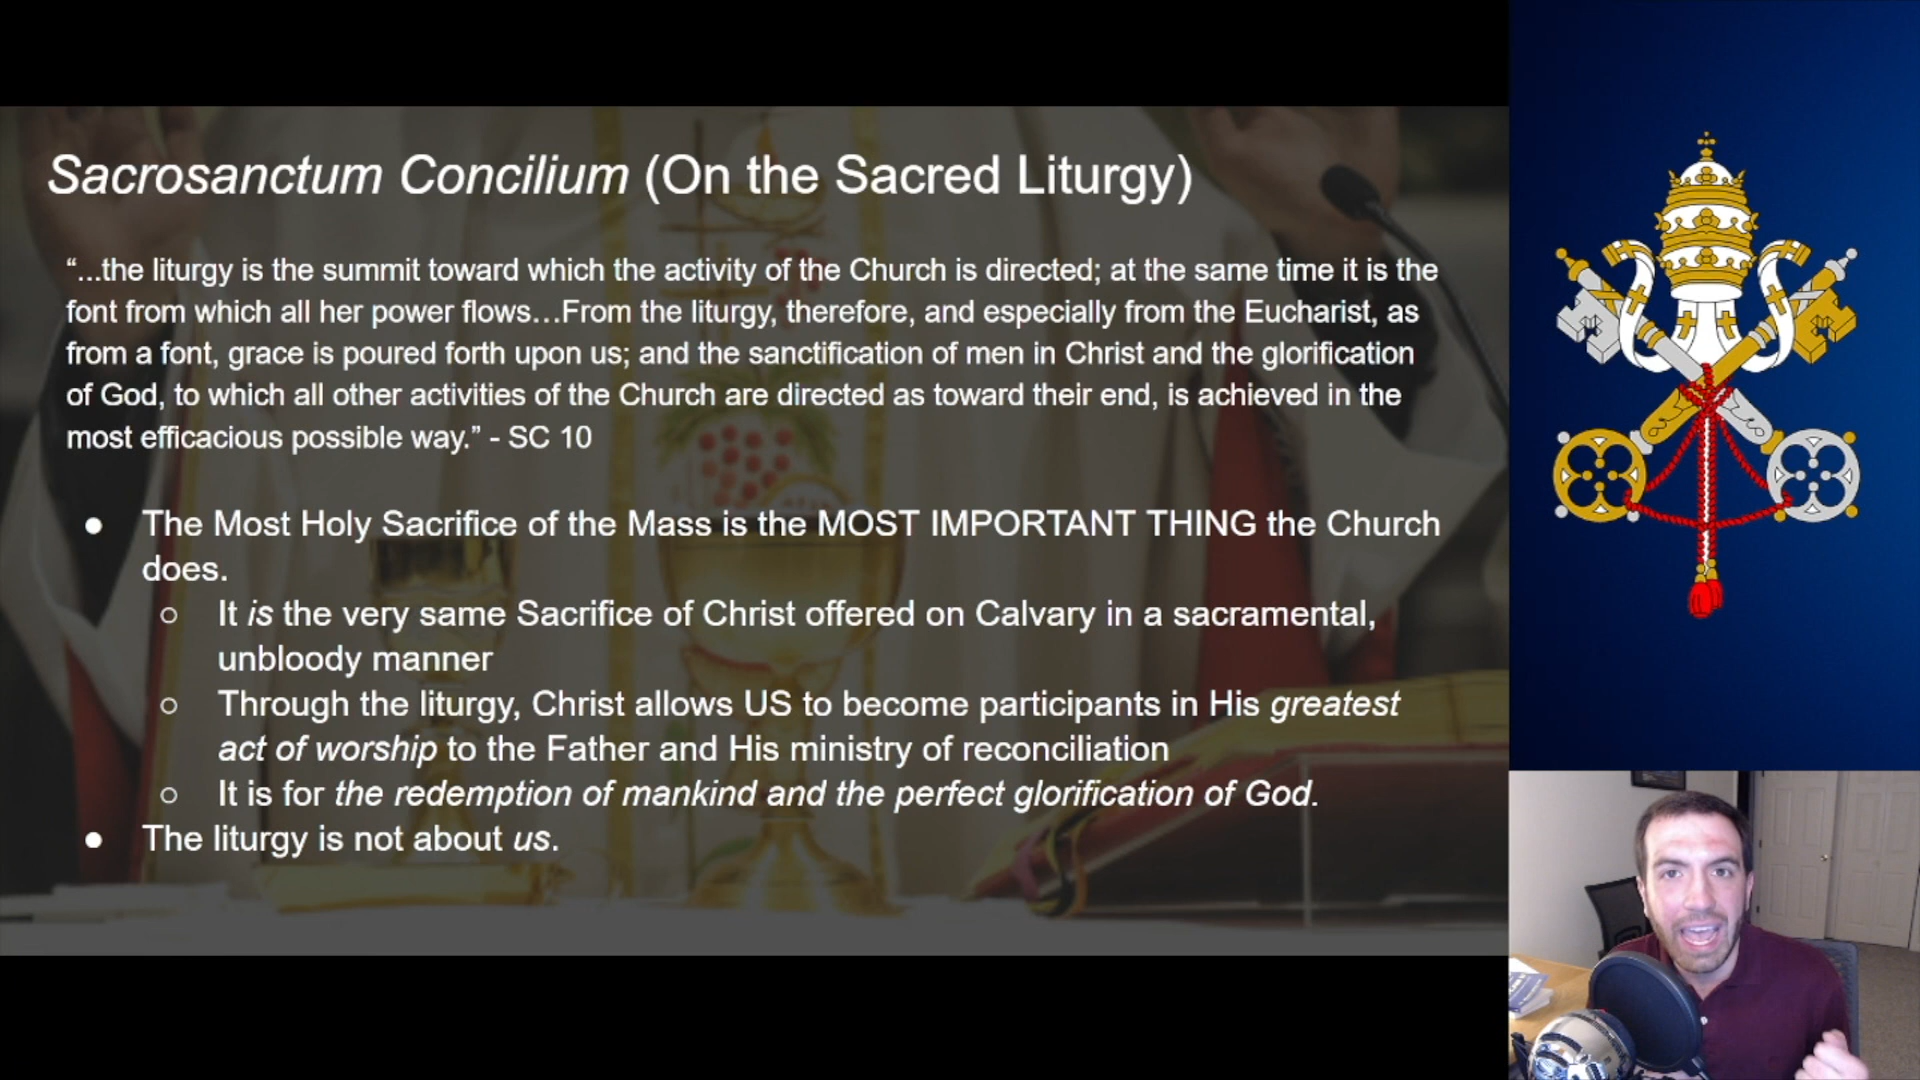 Sacrosanctum Concilium (On the Sacred Liturgy)
“...the liturgy is the summit toward which the activity of the Church is directed; at the same time it is the
font from which all her power flows…From the liturgy, therefore, and especially from the Eucharist, as
from a font, grace is poured forth upon us; and the sanctification of men in Christ and the glorification
of God, to which all other activities of the Church are directed as toward their end, is achieved in the
most efficacious possible way.” - SC 10
● The Most Holy Sacrifice of the Mass is the MOST IMPORTANT THING the Church
does.
○ It is the very same Sacrifice of Christ offered on Calvary in a sacramental,
unbloody manner
○ Through the liturgy, Christ allows US to become participants in His greatest
act of worship to the Father and His ministry of reconciliation
○ It is for the redemption of mankind and the perfect glorification of God.
● The liturgy is not about us.